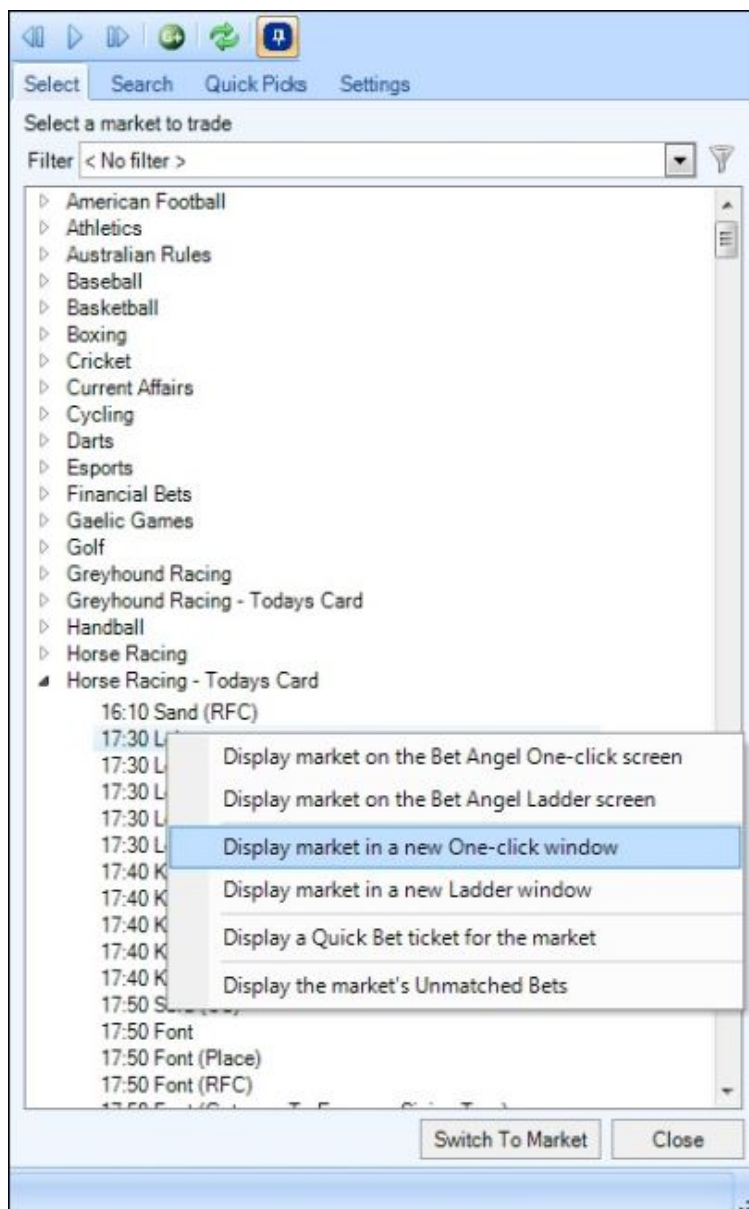 Select Search Quick Picks Settings
Select a market to trade
Filter < No filter >
American Football
Athletics
Australian Rules
Baseball
Basketball
Boxing
Cricket
Current Affairs
Cycling
Darts
Esports
Financial Bets
Gaelic Games
Golf
Greyhound Racing
Greyhound Racing - Todays Card
Handball
Horse Racing
Horse Racing - Todays Card
16:10 Sand (RFC)
17:30
17:30
17:30
17:30
17:30
17:40 K
17:40 K
17:40 K
17:40 K
17:40 K
17:50
17:50 Font
17:50 Font (Place)
17:50 Font (RFC)
Display market on the Bet Angel One-click screen
Display market on the Bet Angel Ladder screen
Display market in a new One-click window
Display market in a new Ladder window
Display a Quick Bet ticket for the market
Display the market's Unmatched Bets
Switch To Market Close